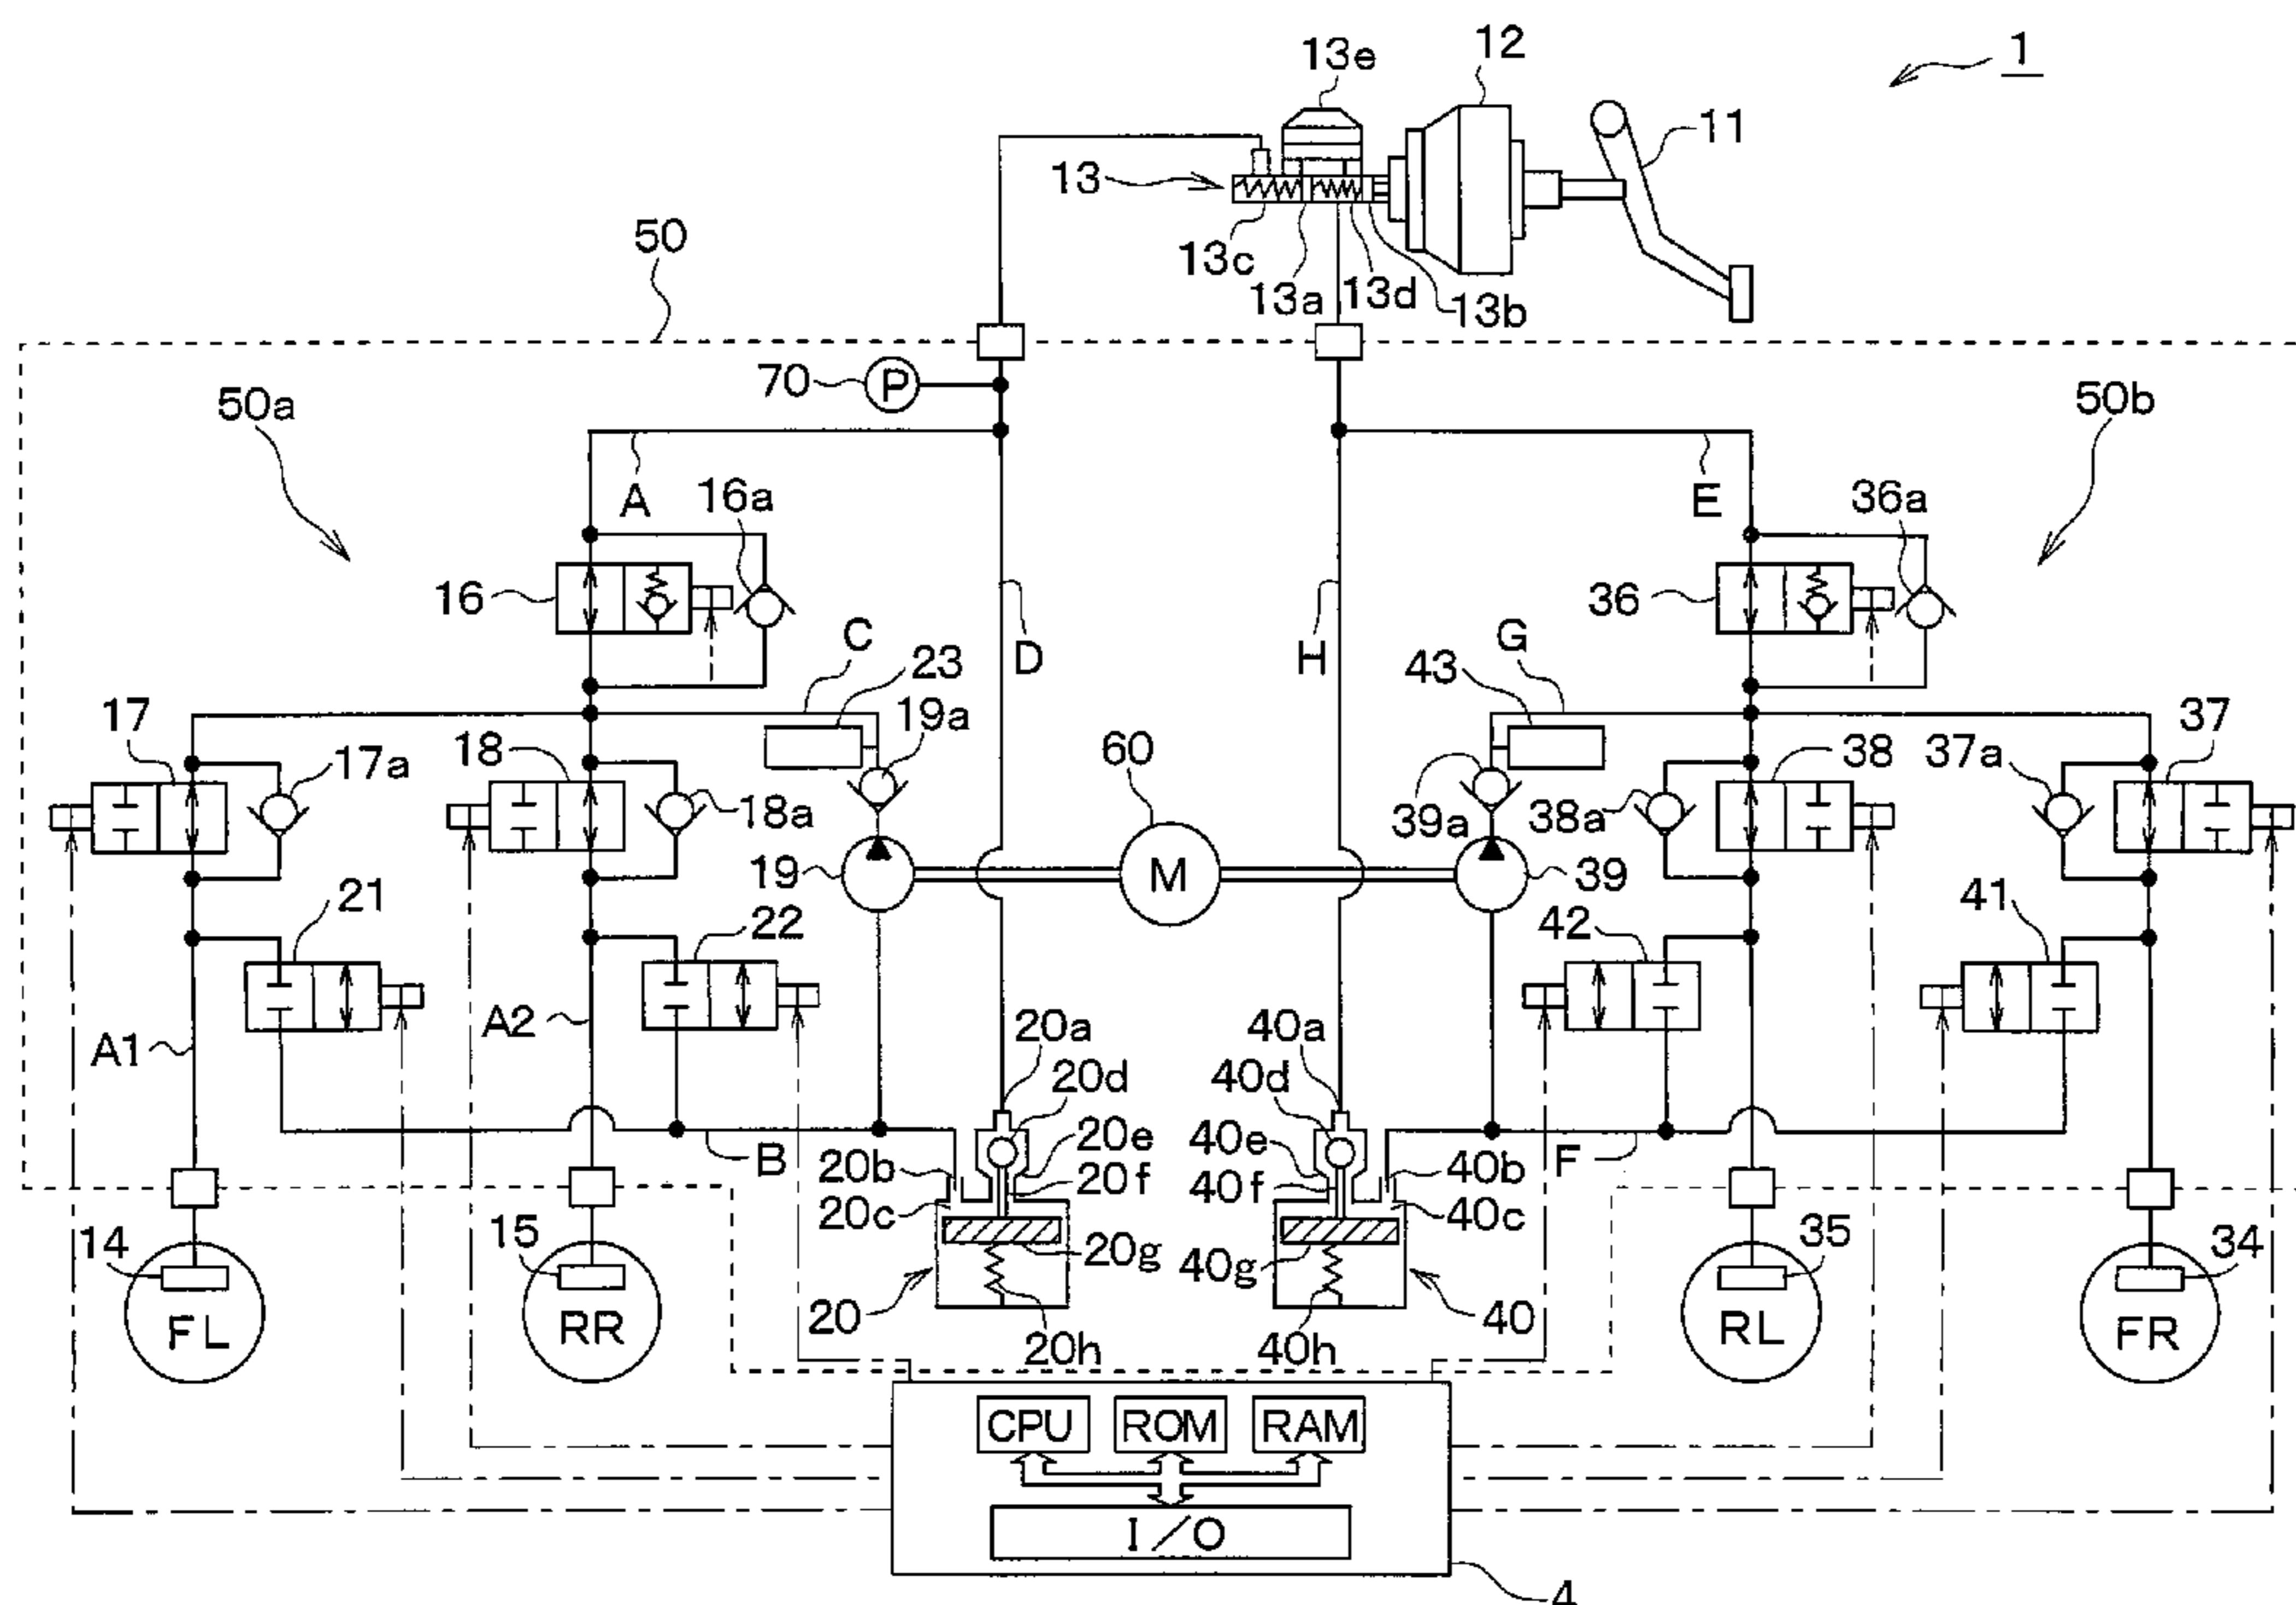 1
12
13e
11
13
13c
13a
13d
13b
50
70
P
50a
50b
A
E
16a
36a
16
36
C
D
H
G
23
43
17
19a
37
18
60
38
37a
17a
18a
39a
38a
19
M
39
21
22
42
41
A2
A1
20a
40a
20d
40d
20e
40e
B
20b
20f
40f
40b
F
20c
40c
14
15
20g
40g
35
34
FL
RR
20
40
RL
FR
20h
40h
CPU
ROM
RAM
I/O
4